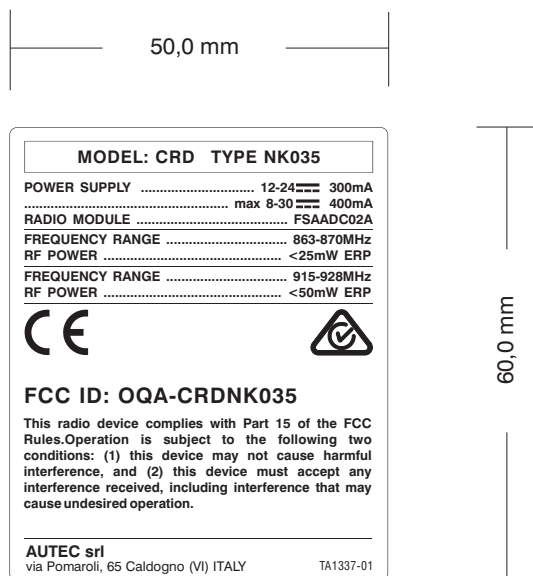 50,0 mm
MODEL: CRD TYPE NK035
POWER SUPPLY ............................... 12-24 300mA
......................................................... max 8-30 400mA
RADIO MODULE ......................................... FSAADC02A
FREQUENCY RANGE ................................. 863-870MHz
RF POWER ................................................ <25mW ERP
FREQUENCY RANGE ................................. 915-928MHz
RF POWER ................................................ <50mW ERP
CE
FCC ID: OQA-CRDNK035
This radio device complies with Part 15 of the FCC
Rules.Operation is subject to the following two
conditions: (1) this device may not cause harmful
interference, and (2) this device must accept any
interference received, including interference that may
cause undesired operation.
AUTEC srl
via Pomaroli, 65 Caldogno (VI) ITALY TA1337-01
60,0 mm